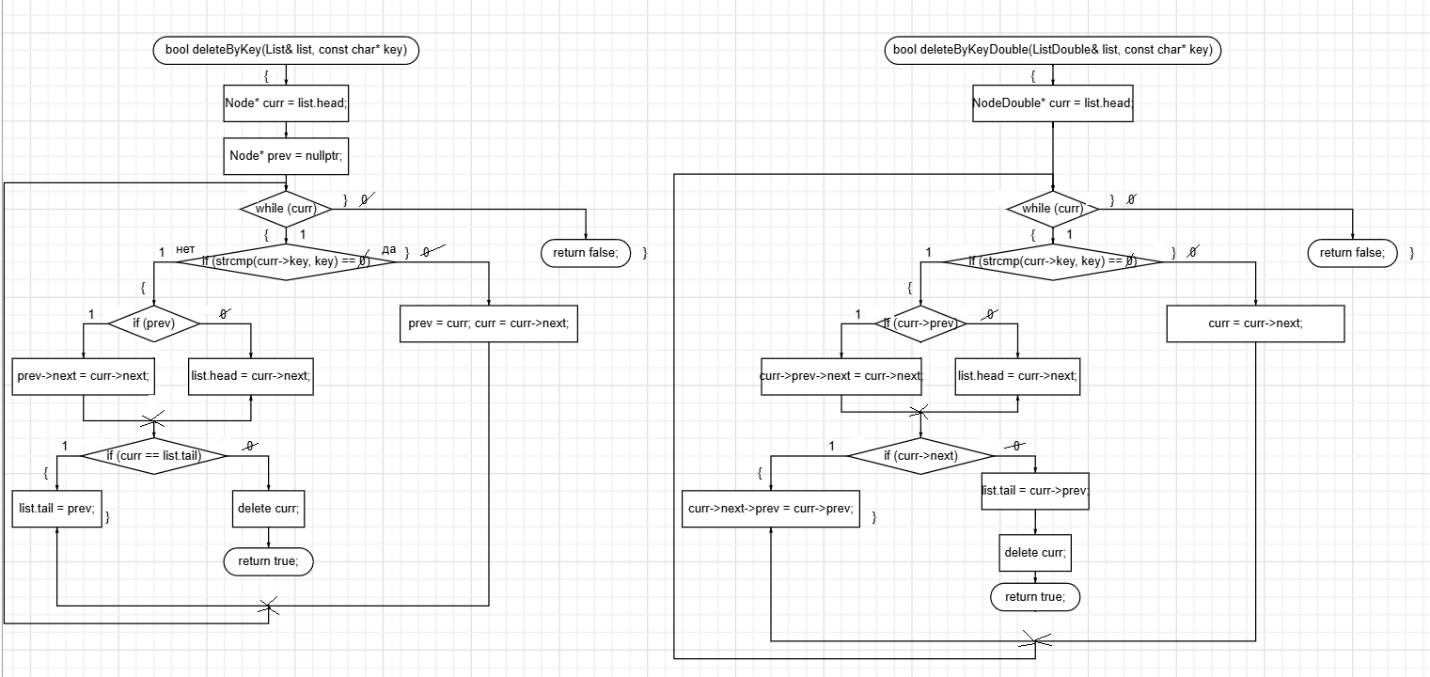 bool deleteByKey(List& list, const char* key)
{
Node* curr = list.head;
Node* prev = nullptr;
while (curr)
} 0
{ 1
return false; }
1 нет
if (strcmp(curr->key, key) == 0)
да } 0
{
if (prev)
1
0
prev = curr; curr = curr->next;
prev->next = curr->next;
list.head = curr->next;
if (curr == list.tail)
1
0
{
list.tail = prev;
}
delete curr;
return true;
bool deleteByKeyDouble(ListDouble& list, const char* key)
{
NodeDouble* curr = list.head;
while (curr)
} 0
{ 1
return false; }
1
if (strcmp(curr->key, key) == 0)
} 0
{
if (curr->prev)
1
0
curr = curr->next;
curr->prev->next = curr->next;
list.head = curr->next;
if (curr->next)
1
0
{
curr->next->prev = curr->prev;
}
list.tail = curr->prev;
delete curr;
return true;